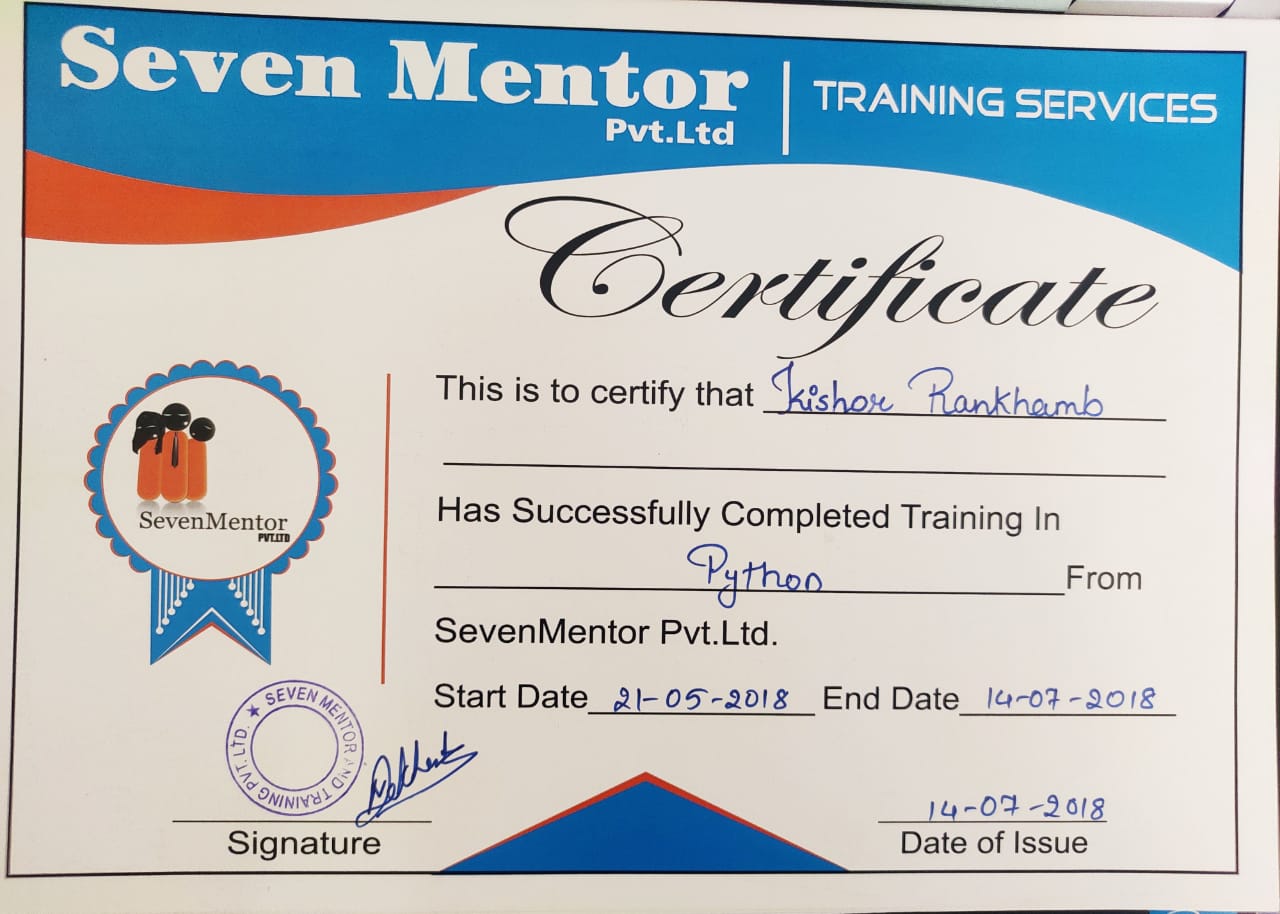 Seven Mentor
Pvt.Ltd
TRAINING SERVICES
Certificate
This is to certify that Kishor Rankhamb
Has Successfully Completed Training In
Python From
SevenMentor Pvt.Ltd.
Start Date 21-05-2018 End Date 14-07-2018
SevenMentor
PVT.LTD
★ SEVEN MENTOR AND TRAINING PVT. LTD.
Signature
14-07-2018
Date of Issue